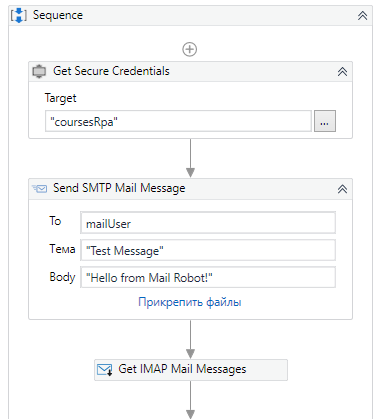 Sequence
Get Secure Credentials
Target
"coursesRpa"
...
Send SMTP Mail Message
To mailUser
Тема "Test Message"
Body "Hello from Mail Robot!"
Прикрепить файлы
Get IMAP Mail Messages